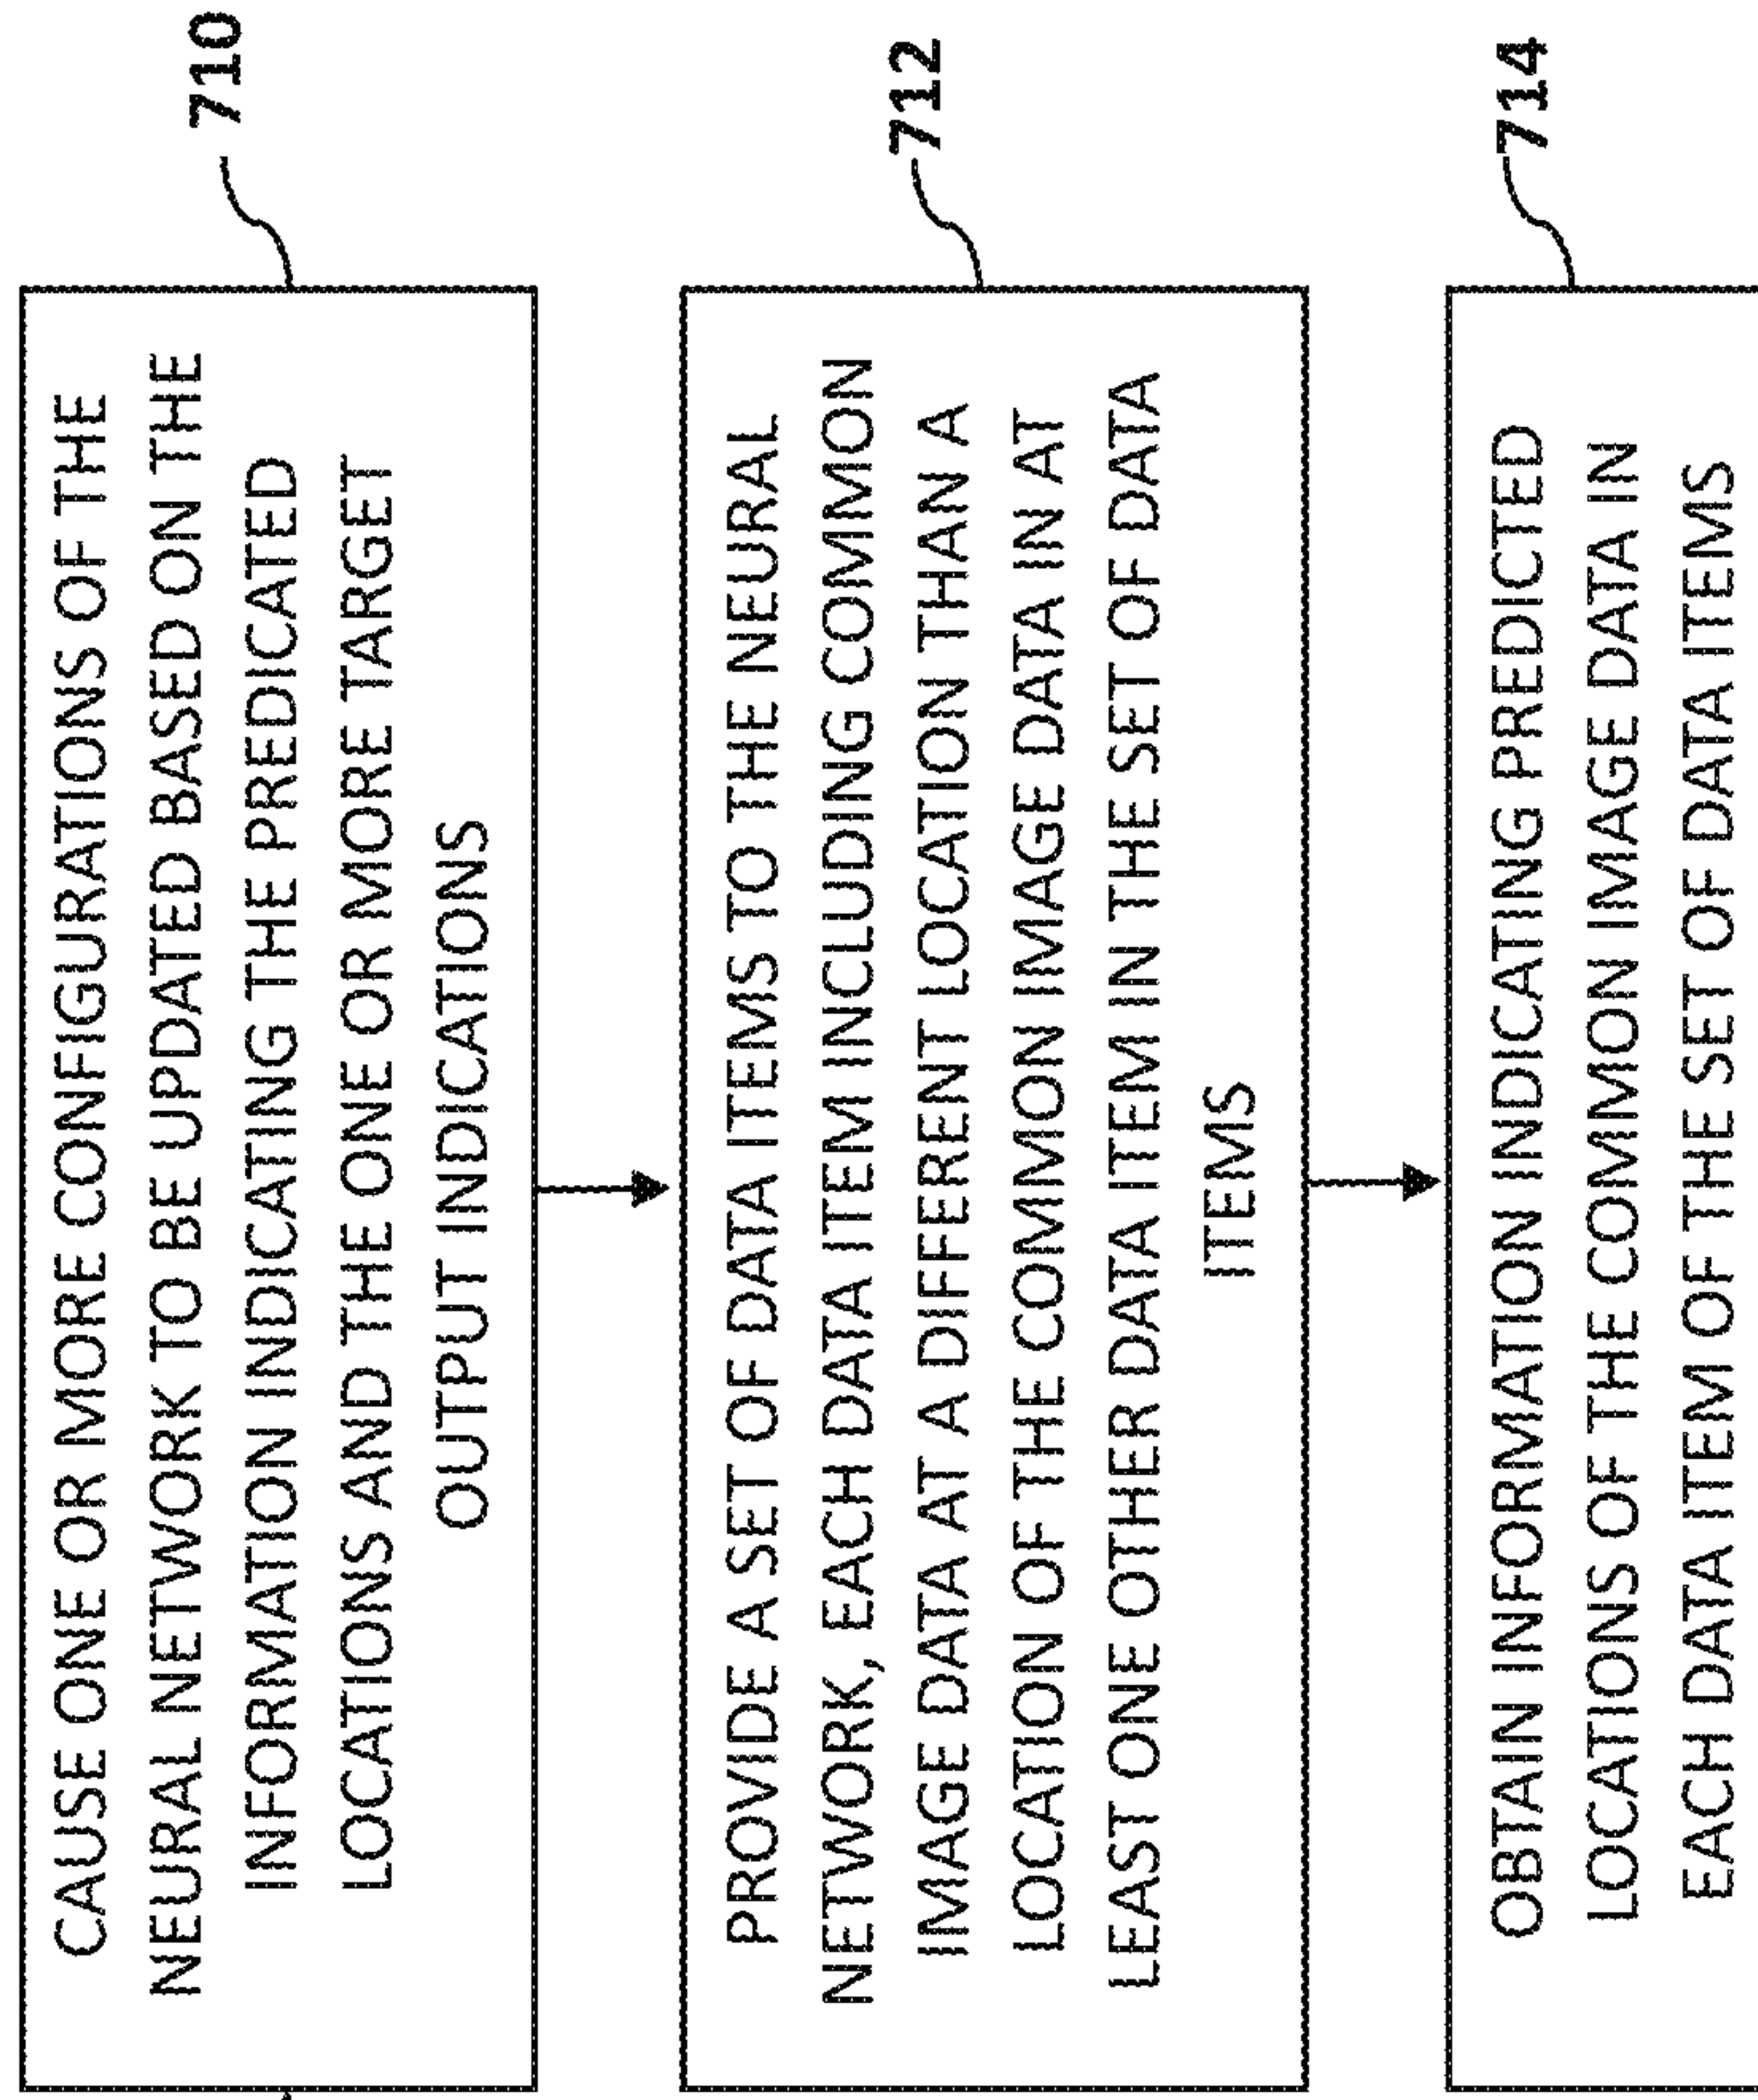 CAUSE ONE OR MORE CONFIGURATIONS OF THE
NEURAL NETWORK TO BE UPDATED BASED ON THE
INFORMATION INDICATING THE PREDICATED
LOCATIONS AND THE ONE OR MORE TARGET
OUTPUT INDICATIONS
710
PROVIDE A SET OF DATA ITEMS TO THE NEURAL
NETWORK, EACH DATA ITEM INCLUDING COMMON
IMAGE DATA AT A DIFFERENT LOCATION THAN A
LOCATION OF THE COMMON IMAGE DATA IN AT
LEAST ONE OTHER DATA ITEM IN THE SET OF DATA
ITEMS
712
OBTAIN INFORMATION INDICATING PREDICTED
LOCATIONS OF THE COMMON IMAGE DATA IN
EACH DATA ITEM OF THE SET OF DATA ITEMS
714